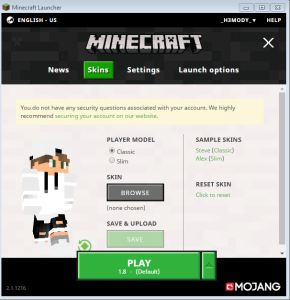 Minecraft Launcher
ENGLISH - US
_H3MODY_
HELP
MINECRAFT
News
Skins
Settings
Launch options
You do not have any security questions associated with your account. We highly
recommend securing your account on our website.
PLAYER MODEL
Classic
Slim
SKIN
BROWSE
(none chosen)
SAVE & UPLOAD
SAVE
SAMPLE SKINS
Steve (Classic)
Alex (Slim)
RESET SKIN
Click to reset
PLAY
1.8 - (Default)
2.1.1216
MOJANG